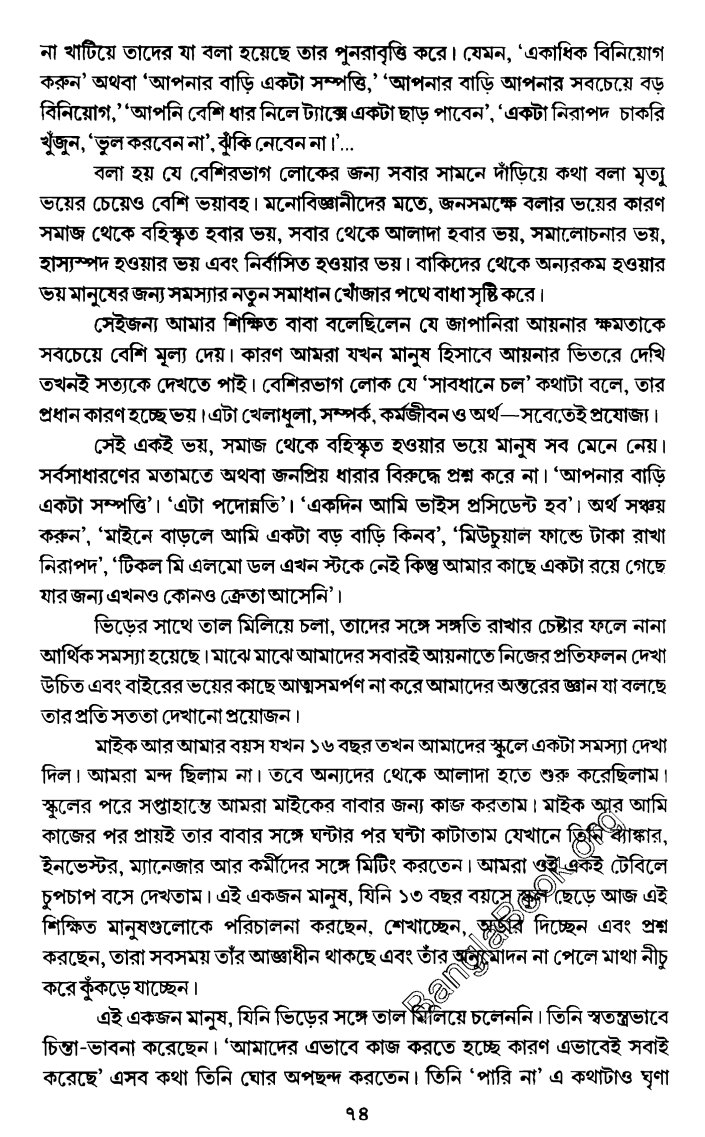 না খাটিয়ে তাদের যা বলা হয়েছে তার পুনরাবৃত্তি করে। যেমন, ‘একাধিক বিনিয়োগ
করুন’ অথবা ‘আপনার বাড়ি একটা সম্পত্তি,’ ‘আপনার বাড়ি আপনার সবচেয়ে বড়
বিনিয়োগ,’ ‘আপনি বেশি ধার নিলে ট্যাক্সে একটা ছাড় পাবেন’, ‘একটা নিরাপদ চাকরি
খুঁজুন, ‘ভুল করবেন না’, ঝুঁকি নেবেন না।’...
বলা হয় যে বেশিরভাগ লোকের জন্য সবার সামনে দাঁড়িয়ে কথা বলা মৃত্যু
ভয়ের চেয়েও বেশি ভয়াবহ। মনোবিজ্ঞানীদের মতে, জনসমক্ষে বলার ভয়ের কারণ
সমাজ থেকে বহিস্কৃত হবার ভয়, সবার থেকে আলাদা হবার ভয়, সমালোচনার ভয়,
হাস্যস্পদ হওয়ার ভয় এবং নির্বাসিত হওয়ার ভয়। বাকিদের থেকে অন্যরকম হওয়ার
ভয় মানুষের জন্য সমস্যার নতুন সমাধান খোঁজার পথে বাধা সৃষ্টি করে।
সেইজন্য আমার শিক্ষিত বাবা বলেছিলেন যে জাপানিরা আয়নার ক্ষমতাকে
সবচেয়ে বেশি মূল্য দেয়। কারণ আমরা যখন মানুষ হিসাবে আয়নার ভিতরে দেখি
তখনই সত্যকে দেখতে পাই। বেশিরভাগ লোক যে ‘সাবধানে চল’ কথাটা বলে, তার
প্রধান কারণ হচ্ছে ভয়। এটা খেলাধূলা, সম্পর্ক, কর্মজীবন ও অর্থ—সবেতেই প্রযোজ্য।
সেই একই ভয়, সমাজ থেকে বহিস্কৃত হওয়ার ভয়ে মানুষ সব মেনে নেয়।
সর্বসাধারণের মতামতে অথবা জনপ্রিয় ধারার বিরুদ্ধে প্রশ্ন করে না। ‘আপনার বাড়ি
একটা সম্পত্তি’। ‘এটা পদোন্নতি’। ‘একদিন আমি ভাইস প্রসিডেন্ট হব’। অর্থ সঞ্চয়
করুন’, ‘মাইনে বাড়লে আমি একটা বড় বাড়ি কিনব’, ‘মিউচুয়াল ফান্ডে টাকা রাখা
নিরাপদ’, ‘টিকল মি এলমো ডল এখন স্টকে নেই কিন্তু আমার কাছে একটা রয়ে গেছে
যার জন্য এখনও কোনও ক্রেতা আসেনি’।
ভিড়ের সাথে তাল মিলিয়ে চলা, তাদের সঙ্গে সঙ্গতি রাখার চেষ্টার ফলে নানা
আর্থিক সমস্যা হয়েছে। মাঝে মাঝে আমাদের সবারই আয়নাতে নিজের প্রতিফলন দেখা
উচিত এবং বাইরের ভয়ের কাছে আত্মসমর্পণ না করে আমাদের অন্তরের জ্ঞান যা বলছে
তার প্রতি সততা দেখানো প্রয়োজন।
মাইক আর আমার বয়স যখন ১৬ বছর তখন আমাদের স্কুলে একটা সমস্যা দেখা
দিল। আমরা মন্দ ছিলাম না। তবে অন্যদের থেকে আলাদা হতে শুরু করেছিলাম।
স্কুলের পরে সপ্তাহান্তে আমরা মাইকের বাবার জন্য কাজ করতাম। মাইক আর আমি
কাজের পর প্রায়ই তার বাবার সঙ্গে ঘন্টার পর ঘন্টা কাটাতাম যেখানে তিনি ব্যাঙ্কার,
ইনভেস্টর, ম্যানেজার আর কর্মীদের সঙ্গে মিটিং করতেন। আমরা ওই একই টেবিলে
চুপচাপ বসে দেখতাম। এই একজন মানুষ, যিনি ১৩ বছর বয়সে স্কুল ছেড়ে আজ এই
শিক্ষিত মানুষগুলোকে পরিচালনা করছেন, শেখাচ্ছেন, অর্ডার দিচ্ছেন এবং প্রশ্ন
করছেন, তারা সবসময় তাঁর আজ্ঞাধীন থাকছে এবং তাঁর অনুমোদন না পেলে মাথা নীচু
করে কুঁকড়ে যাচ্ছেন।
এই একজন মানুষ, যিনি ভিড়ের সঙ্গে তাল মিলিয়ে চলেননি। তিনি স্বতন্ত্রভাবে
চিন্তা-ভাবনা করেছেন। ‘আমাদের এভাবে কাজ করতে হচ্ছে কারণ এভাবেই সবাই
করেছে’ এসব কথা তিনি ঘোর অপছন্দ করতেন। তিনি ‘পারি না’ এ কথাটাও ঘৃণা
৭৪
BanglaBook.org